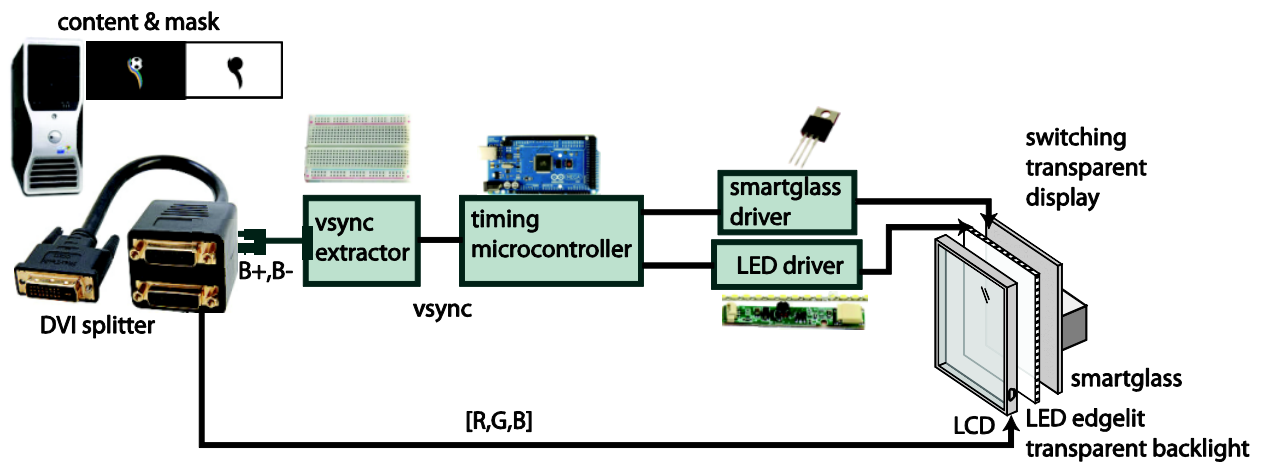 content & mask
switching
transparent
display
smartglass
driver
vsync
extractor
timing
microcontroller
LED driver
B+,B-
vsync
DVI splitter
smartglass
[R,G,B]
LCD
LED edgelit
transparent backlight